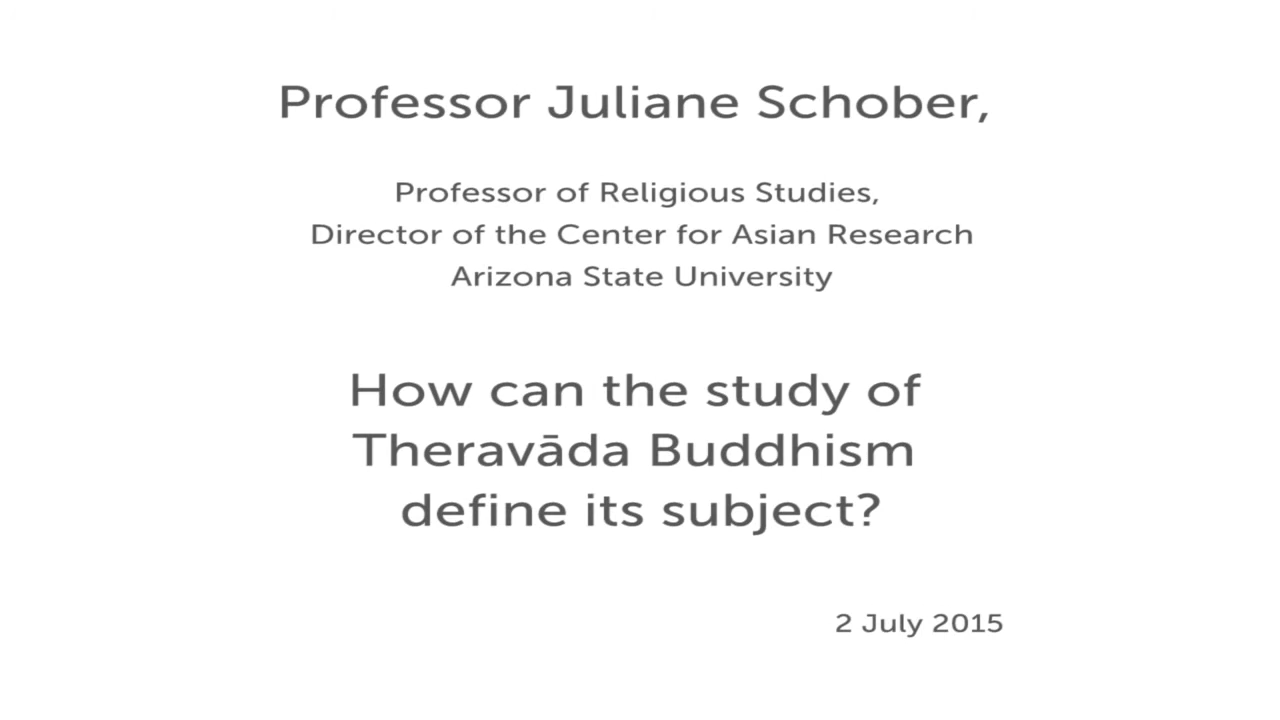 Professor Juliane Schober,
Professor of Religious Studies,
Director of the Center for Asian Research
Arizona State University
How can the study of
Theravāda Buddhism
define its subject?
2 July 2015